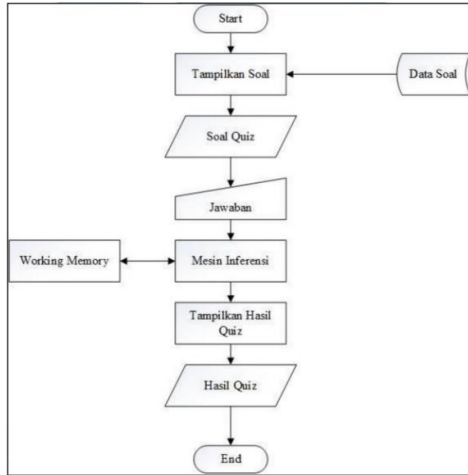 Start
Tampilkan Soal
Data Soal
Soal Quiz
Jawaban
Working Memory
Mesin Inferensi
Tampilkan Hasil
Quiz
Hasil Quiz
End